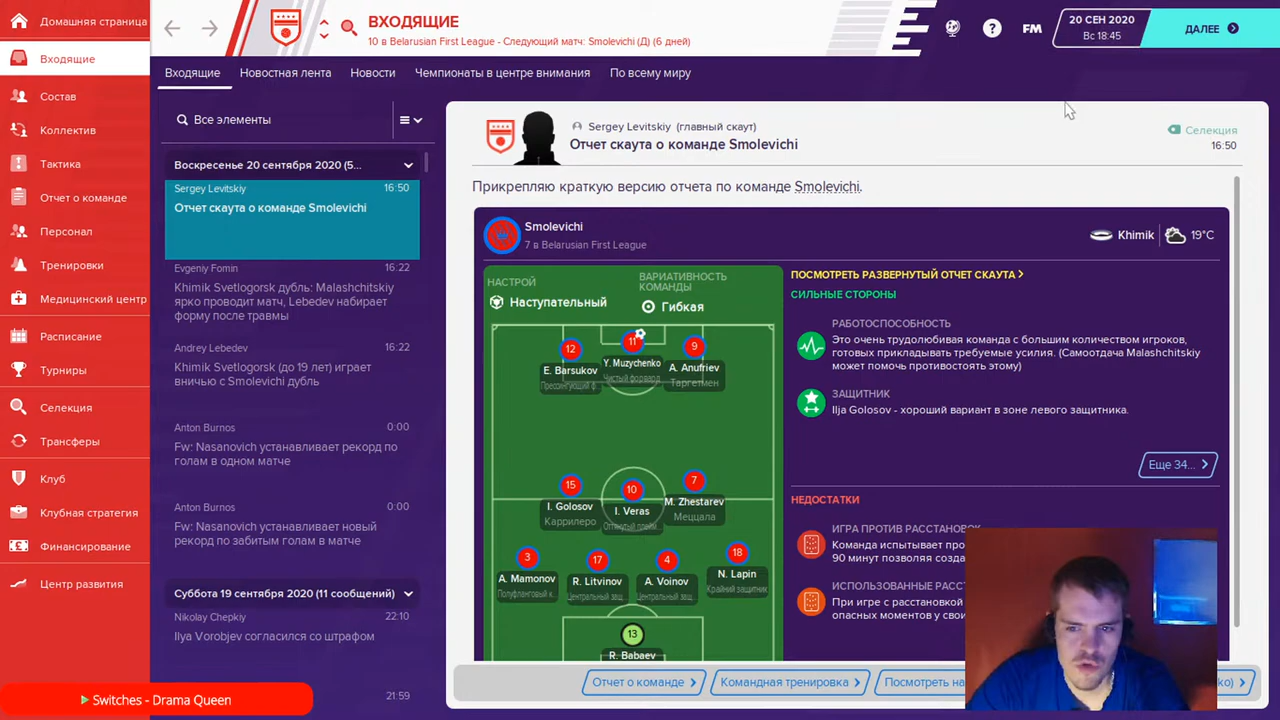 Домашняя страница
Входящие
Состав
Коллектив
Тактика
Отчет о команде
Персонал
Тренировки
Медицинский центр
Расписание
Турниры
Селекция
Трансферы
Клуб
Клубная стратегия
Финансирование
Центр развития
Switches - Drama Queen
ВХОДЯЩИЕ
10 в Belarusian First League - Следующий матч: Smolevichi (Д) (6 дней)
FM
20 СЕН 2020
Вс 18:45
ДАЛЕЕ
Входящие
Новостная лента
Новости
Чемпионаты в центре внимания
По всему миру
Все элементы
Воскресенье 20 сентября 2020 (5...
Sergey Levitskiy 16:50
Отчет скаута о команде Smolevichi
Evgeniy Fomin 16:22
Khimik Svetlogorsk дубль: Malashchitskiy
ярко проводит матч, Lebedev набирает
форму после травмы
Andrey Lebedev 16:22
Khimik Svetlogorsk (до 19 лет) играет
вничью с Smolevichi дубль
Anton Burnos 0:00
Fw: Nasanovich устанавливает рекорд по
голам в одном матче
Anton Burnos 0:00
Fw: Nasanovich устанавливает новый
рекорд по забитым голам в матче
Суббота 19 сентября 2020 (11 сообщений)
Nikolay Chepkiy 22:10
Ilya Vorobjev согласился со штрафом
21:59
Sergey Levitskiy (главный скаут)
Отчет скаута о команде Smolevichi
Селекция
16:50
Прикрепляю краткую версию отчета по команде Smolevichi.
Smolevichi
7 в Belarusian First League
Khimik
19°C
НАСТРОЙ
Наступательный
ВАРИАТИВНОСТЬ
КОМАНДЫ
Гибкая
12
E. Barsukov
11
Y. Muzychenko
Чистый форвард
9
A. Anufriev
Таргетмен
15
I. Golosov
Каррилеро
10
I. Veras
7
M. Zhestarev
Меццала
3
A. Mamonov
17
R. Litvinov
4
A. Voinov
18
N. Lapin
Крайний защитник
13
R. Babaev
ПОСМОТРЕТЬ РАЗВЕРНУТЫЙ ОТЧЕТ СКАУТА
СИЛЬНЫЕ СТОРОНЫ
РАБОТОСПОСОБНОСТЬ
Это очень трудолюбивая команда с большим количеством игроков,
готовых прикладывать требуемые усилия. (Самоотдача Malashchitskiy
может помочь противостоять этому)
ЗАЩИТНИК
Ilja Golosov - хороший вариант в зоне левого защитника.
Еще 34...
НЕДОСТАТКИ
ИГРА ПРОТИВ РАССТАНОВОК
Команда испытывает про
90 минут позволяя созда
ИСПОЛЬЗОВАННЫЕ РАССТ
При игре с расстановкой
опасных моментов у свои
Отчет о команде
Командная тренировка
Посмотреть на
ko)